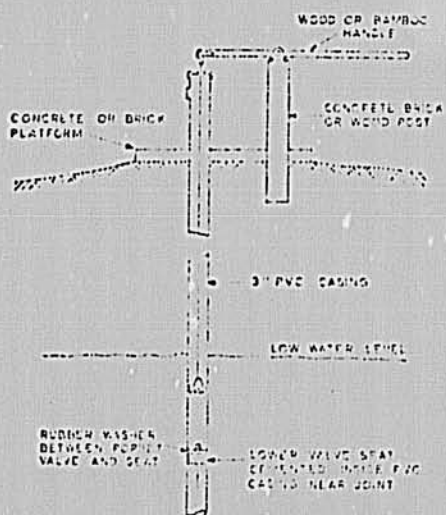 WOOD OR BAMBOO
HANDLE
CONCRETE OR BRICK
PLATFORM
CONCRETE BRICK
OR WOOD POST
3" PVC CASING
LOW WATER LEVEL
RUBBER WASHER
BETWEEN POPPET
VALVE AND SEAT
LOWER VALVE SEAT
CEMENTED INSIDE PVC
CASING NEAR JOINT